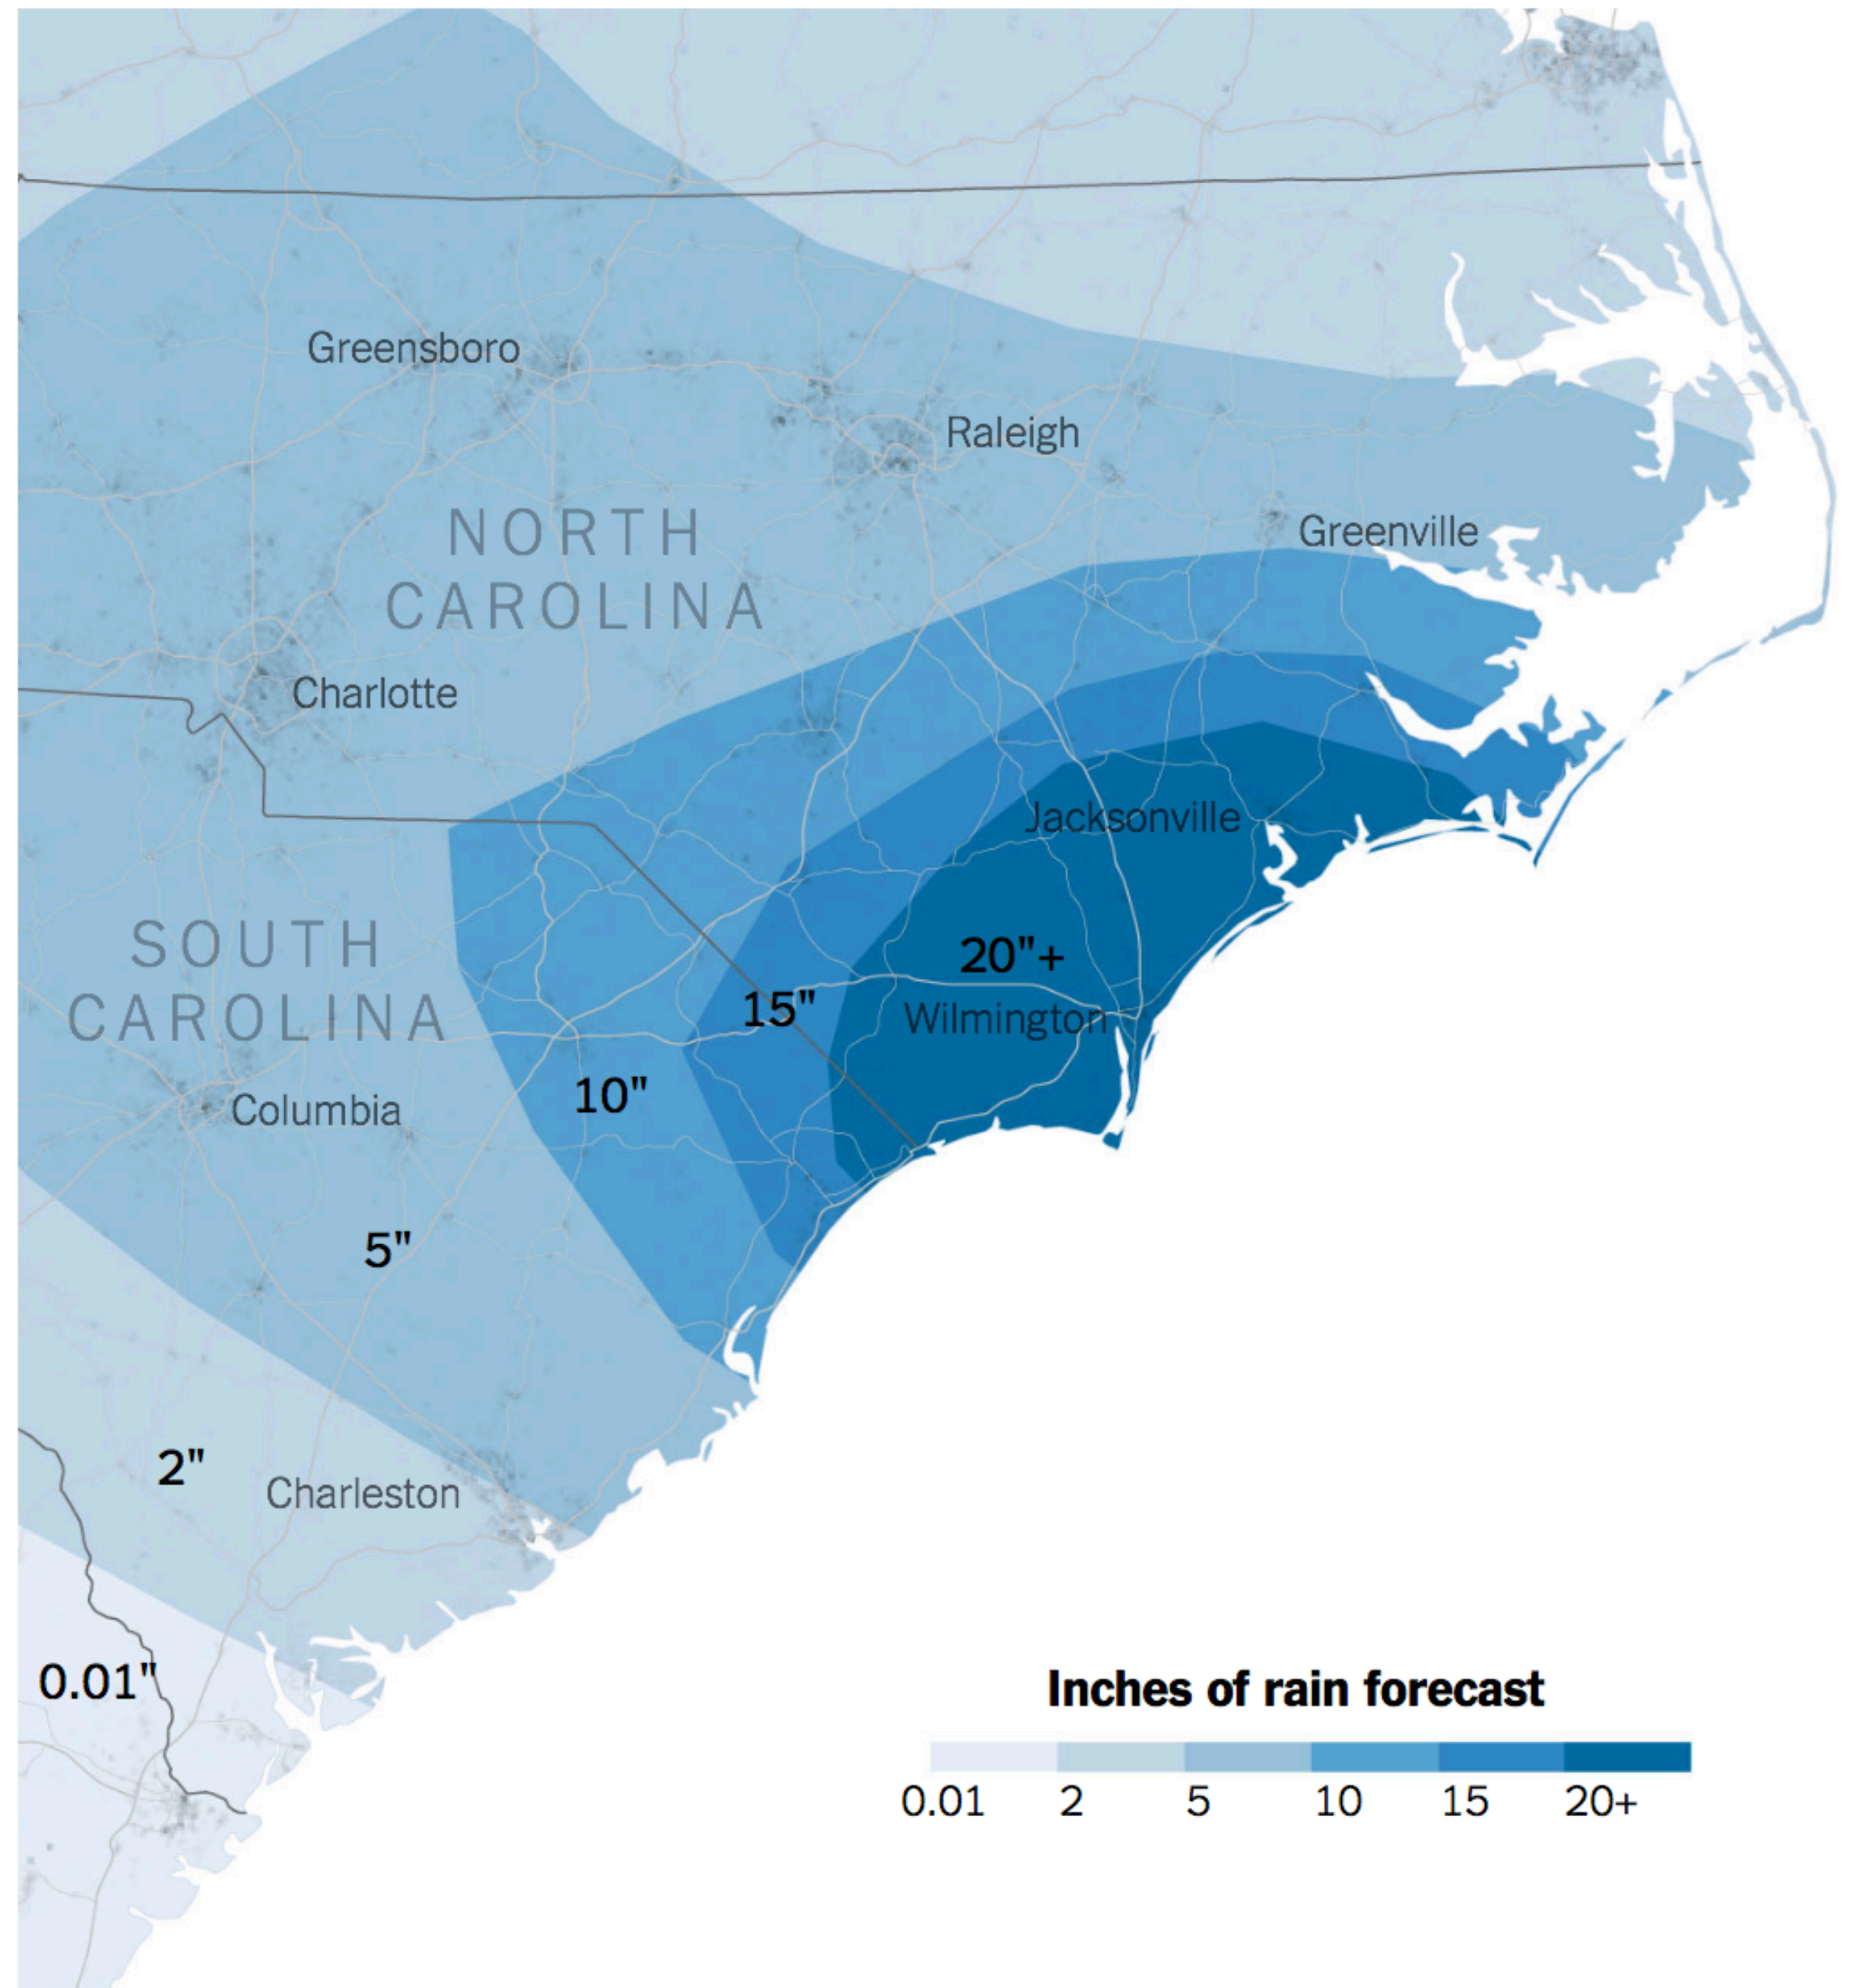 Greensboro
Raleigh
NORTH
CAROLINA
Greenville
Charlotte
Jacksonville
SOUTH
CAROLINA
20"+
15"
Wilmington
10"
Columbia
5"
2"
Charleston
0.01"
Inches of rain forecast
0.01 2 5 10 15 20+